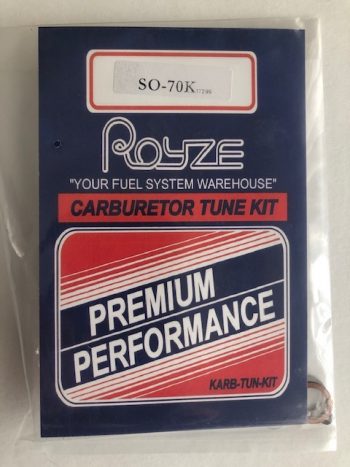 SO-70K
ROYZE
"YOUR FUEL SYSTEM WAREHOUSE"
CARBURETOR TUNE KIT
PREMIUM
PERFORMANCE
KARB-TUN-KIT